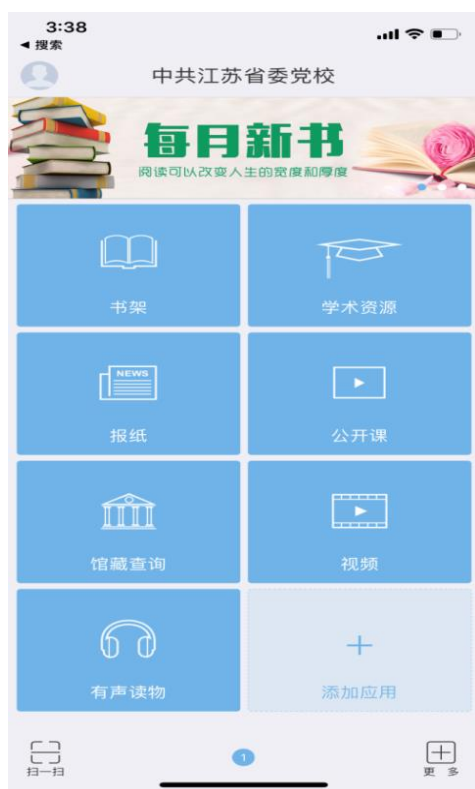 3:38
◀ 搜索
中共江苏省委党校
每月新书
阅读可以改变人生的宽度和厚度
书架
学术资源
NEWS
报纸
公开课
馆藏查询
视频
有声读物
添加应用
扫一扫
1
更多